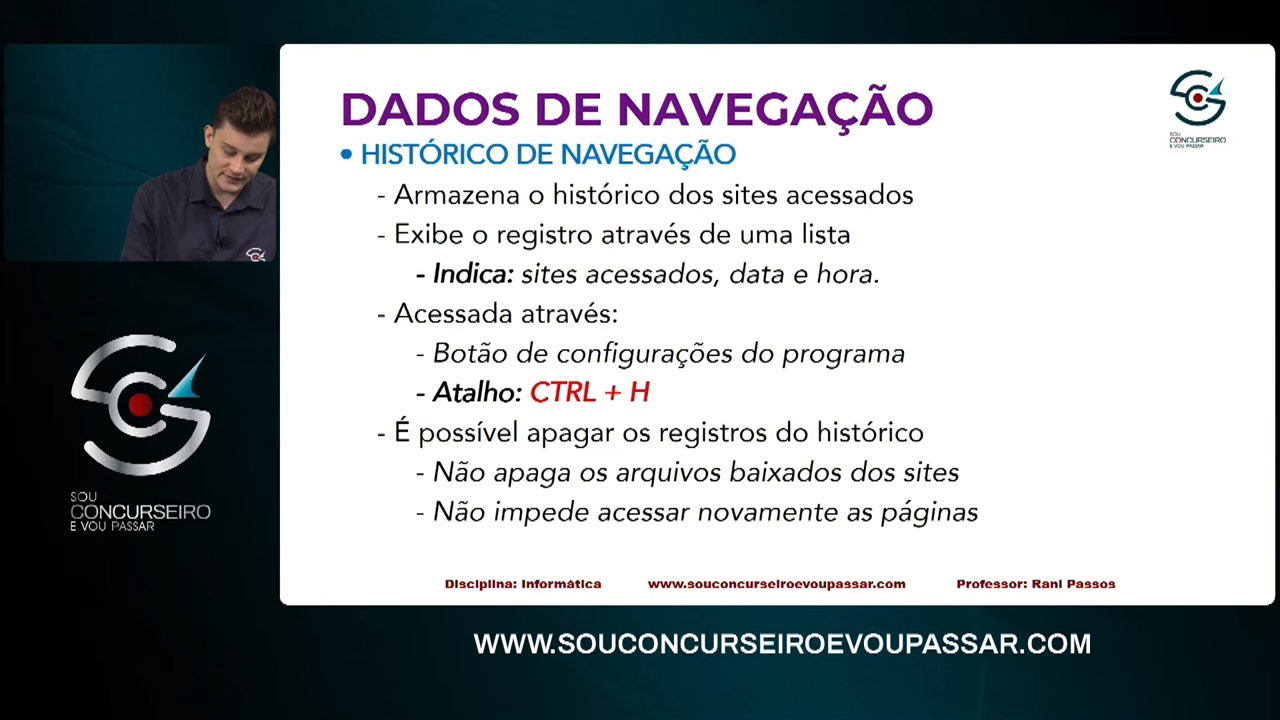 DADOS DE NAVEGAÇÃO
• HISTÓRICO DE NAVEGAÇÃO
- Armazena o histórico dos sites acessados
- Exibe o registro através de uma lista
- Indica: sites acessados, data e hora.
- Acessada através:
- Botão de configurações do programa
- Atalho: CTRL + H
- É possível apagar os registros do histórico
- Não apaga os arquivos baixados dos sites
- Não impede acessar novamente as páginas
Disciplina: Informática www.souconcurseiroevoupassar.com Professor: Rani Passos
SOU
CONCURSEIRO
E VOU PASSAR
SOU
CONCURSEIRO
E VOU PASSAR
WWW.SOUCONCURSEIROEVOUPASSAR.COM